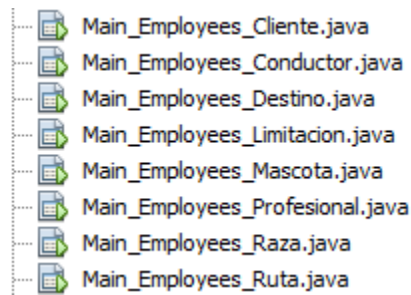 Main_Employees_Cliente.java
Main_Employees_Conductor.java
Main_Employees_Destino.java
Main_Employees_Limitacion.java
Main_Employees_Mascota.java
Main_Employees_Profesional.java
Main_Employees_Raza.java
Main_Employees_Ruta.java